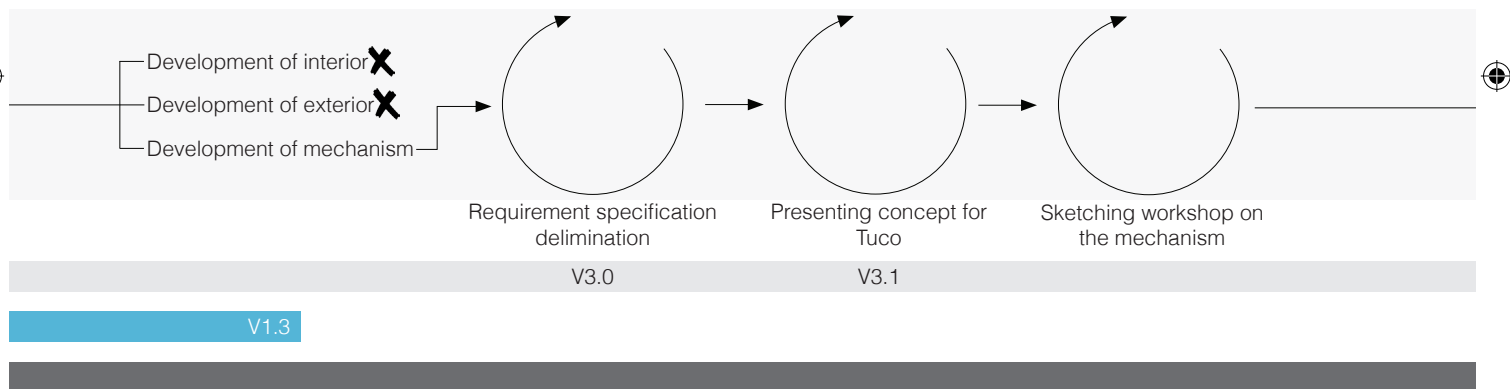 Development of interior
Development of exterior
Development of mechanism
Requirement specification
delimination
Presenting concept for
Tuco
Sketching workshop on
the mechanism
V3.0
V3.1
V1.3